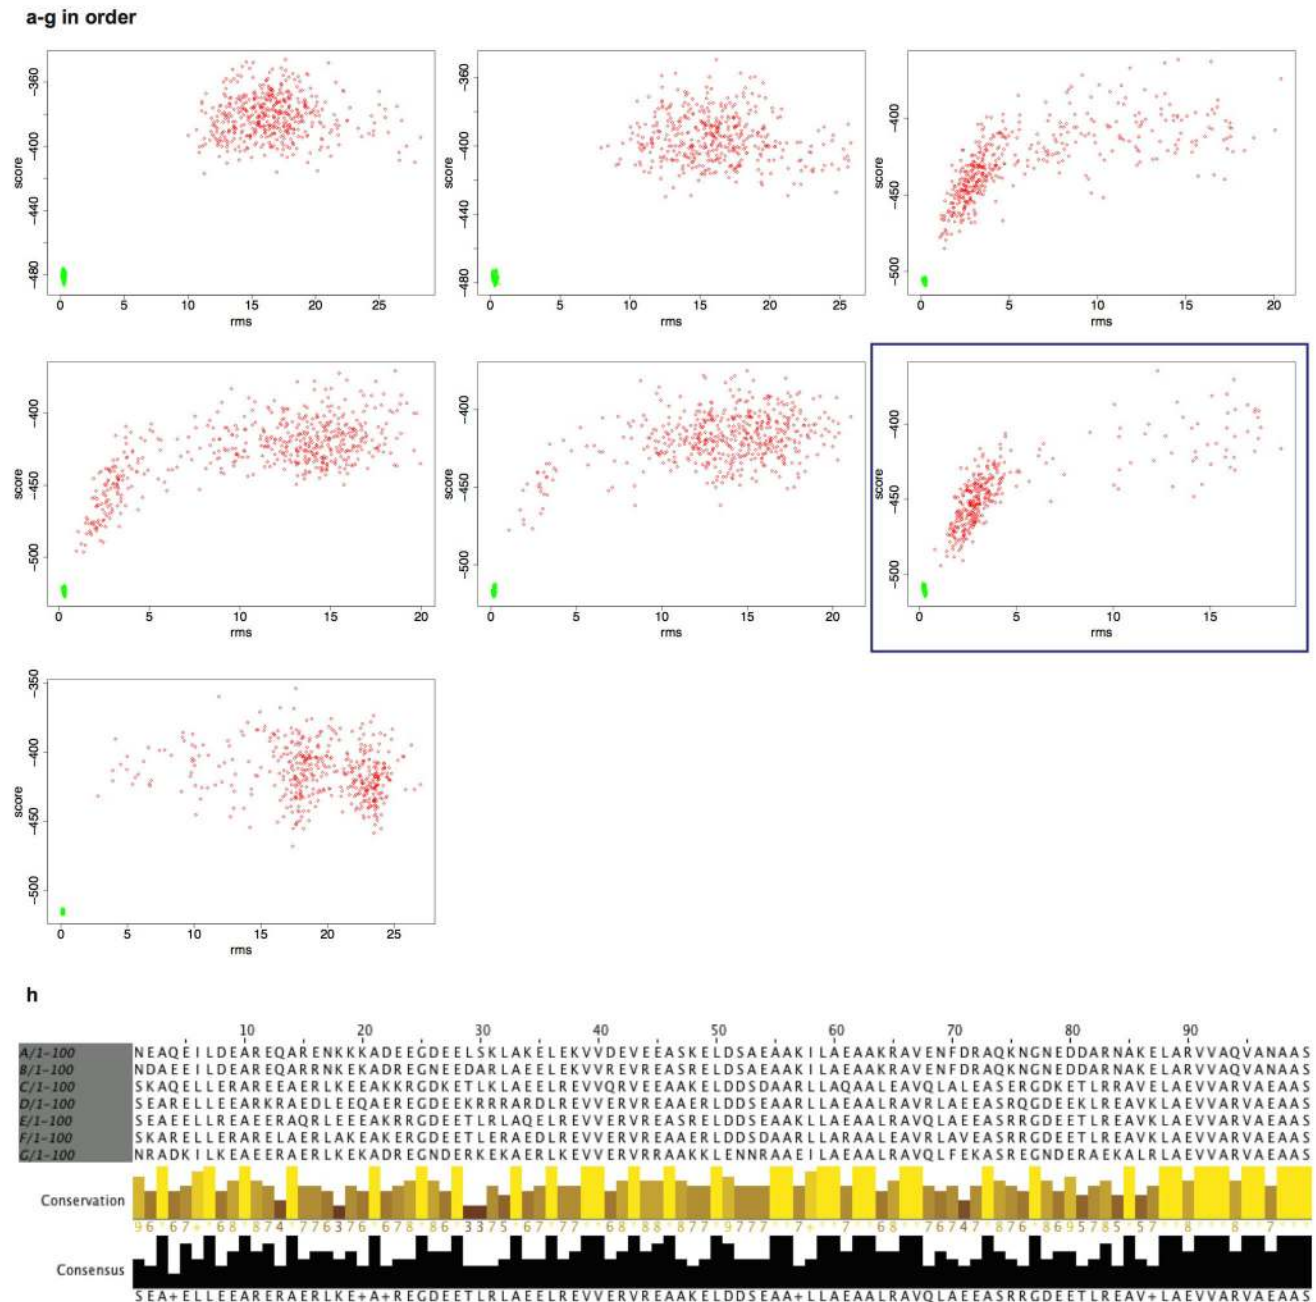 a-g in order
-360
-400
-440
-480
score
0 5 10 15 20 25
rms
-360
-400
-440
-480
score
0 5 10 15 20 25
rms
-400
-450
-500
score
0 5 10 15 20
rms
-400
-450
-500
score
0 5 10 15 20
rms
-400
-450
-500
score
0 5 10 15 20
rms
-400
-450
-500
score
0 5 10 15
rms
-350
-400
-450
-500
score
0 5 10 15 20 25
rms
h
10 20 30 40 50 60 70 80 90
A/1-100 NEAQEILDEAREQARENKKKADEEGDEELSKLAKELEKVVDEVEEASKELDSAEAAKILAEAAKRAVENFDRAQKNGNEDDARNAKELARVVAQVANAAS
B/1-100 NDAEEILDEAREQARRNKEKADREGNEEDARLAEELREVVREVEEASRELDSAEAAKILAEAAKRAVENFDRAQKNGNEDDARNAKELARVVAQVANAAS
C/1-100 SKAQELLERAREEAERLKEEAKKRGDKETLKLAEELREVVQRVEEAAKELDDSDAARLLAQAALEAVQLALEASERGDKETLRRAVELAEVVARVAEAAS
D/1-100 SEARELLEEARKRAEDLEEQAEREGDEEKRRRARDLREVVERVREAAERLDDSEAARLLAEAALRAVRLAEEASRQGDEEKLREAVKLAEVVARVAEAAS
E/1-100 SEAEELLREAEERAQRLEEEAKRRGDEETLRLAQELREVVERVREAASRELDDSEAARLLAEAALRAVQLAEEASRRGDEETLREAVKLAEVVARVAEAAS
F/1-100 SKARELLERARELAERLAKEAKERGDEETLERAEDLREVVERVREAAERLDDSDAARLLARAALRAVRLAVEASRRGDEETLREAVKLAEVVARVAEAAS
G/1-100 NRADKILKEAEERAERLKEKADREGNDERKEKAERLKEVVERVRRAAKKLENNRAAEILAEAALRAVQLFEKASREGNDERAEKALRLAEVVARVAEAAS
Conservation
Consensus
SEA+ELLEEARERAERLKE+A+REGDEETLRLAEELREVVERVREAAKELDDSEAA+LLAEAALRAVQLAEEASRRGDEETLREAV+LAEVVARVAEAAS